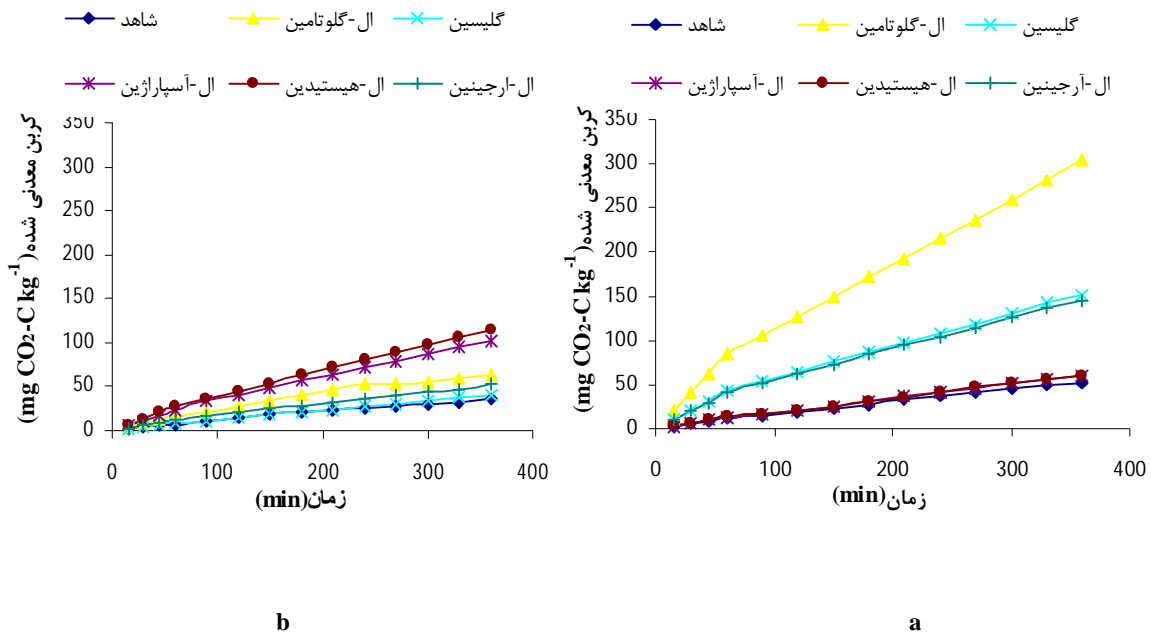 شاهد
ال-گلوتامین
گلیسین
ال-آسپاراژین
ال-هیستیدین
ال-آرجینین
کربن معدنی شده (mg CO2-C kg-1)
350
300
250
200
150
100
50
0
0 100 200 300 400
زمان(min)
a
شاهد
ال-گلوتامین
گلیسین
ال-آسپاراژین
ال-هیستیدین
ال-ارجینین
کربن معدنی شده (mg CO2-C kg-1)
350
300
250
200
150
100
50
0
0 100 200 300 400
زمان(min)
b